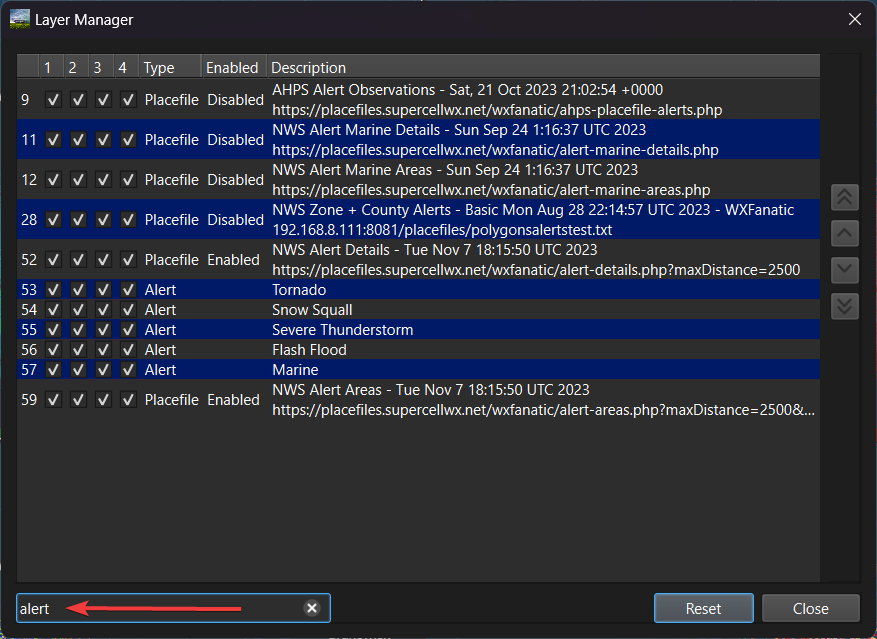 Layer Manager
1 2 3 4 Type Enabled Description
9 Placefile Disabled AHPS Alert Observations - Sat, 21 Oct 2023 21:02:54 +0000
https://placefiles.supercellwx.net/wxfanatic/ahps-placefile-alerts.php
11 Placefile Disabled NWS Alert Marine Details - Sun Sep 24 1:16:37 UTC 2023
https://placefiles.supercellwx.net/wxfanatic/alert-marine-details.php
12 Placefile Disabled NWS Alert Marine Areas - Sun Sep 24 1:16:37 UTC 2023
https://placefiles.supercellwx.net/wxfanatic/alert-marine-areas.php
28 Placefile Disabled NWS Zone + County Alerts - Basic Mon Aug 28 22:14:57 UTC 2023 - WXFanatic
192.168.8.111:8081/placefiles/polygonsalertstest.txt
52 Placefile Enabled NWS Alert Details - Tue Nov 7 18:15:50 UTC 2023
https://placefiles.supercellwx.net/wxfanatic/alert-details.php?maxDistance=2500
53 Alert Tornado
54 Alert Snow Squall
55 Alert Severe Thunderstorm
56 Alert Flash Flood
57 Alert Marine
59 Placefile Enabled NWS Alert Areas - Tue Nov 7 18:15:50 UTC 2023
https://placefiles.supercellwx.net/wxfanatic/alert-areas.php?maxDistance=2500&...
alert
Reset Close